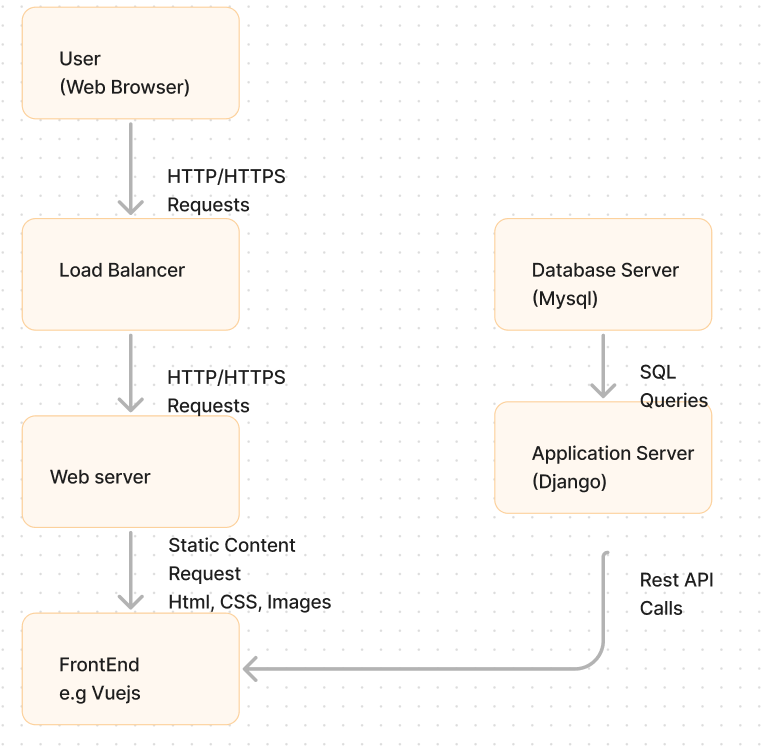 User
(Web Browser)
HTTP/HTTPS
Requests
Load Balancer
HTTP/HTTPS
Requests
Web server
Static Content
Request
Html, CSS, Images
FrontEnd
e.g Vuejs
Database Server
(Mysql)
SQL
Queries
Application Server
(Django)
Rest API
Calls